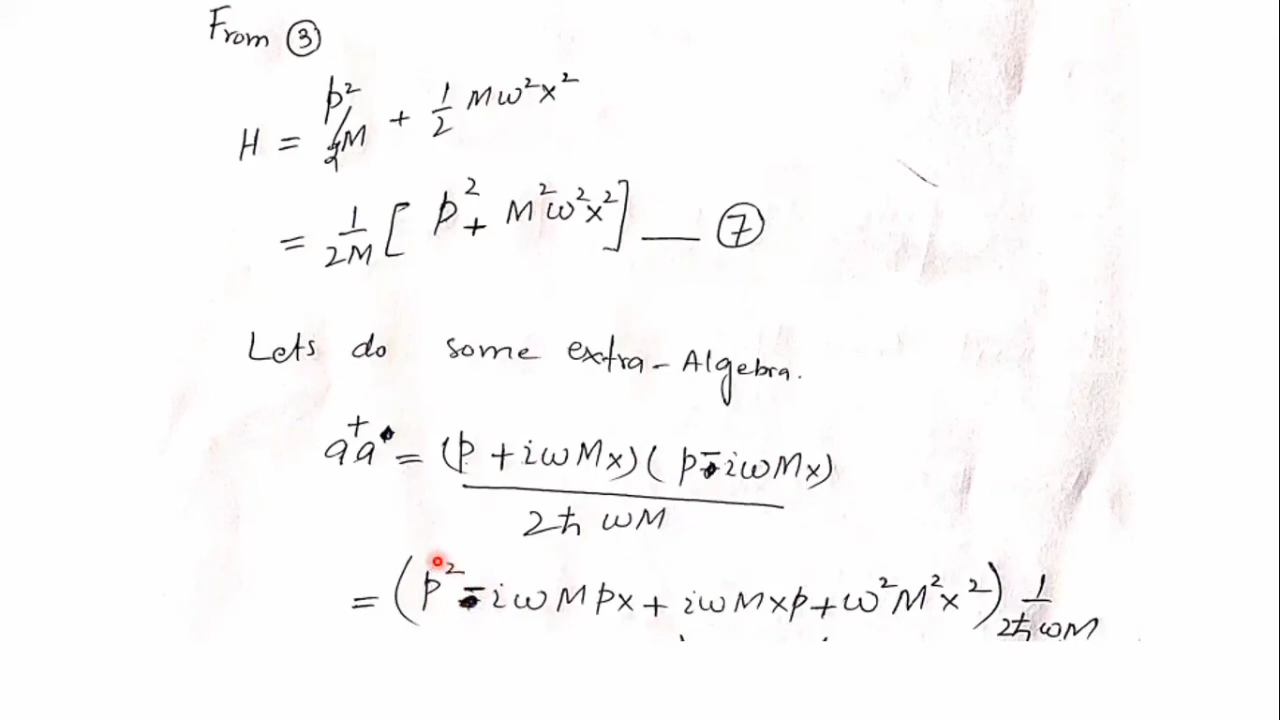 From ③
H = p²/2M + 1/2 Mω²x²
= 1/2M [ p² + M²ω²x² ] — ⑦
Lets do some extra-Algebra.
a⁺a = (p + iωMx)(p - iωMx) / 2ħωM
= (p² - iωMpx + iωMxp + ω²M²x²) 1/2ħωM